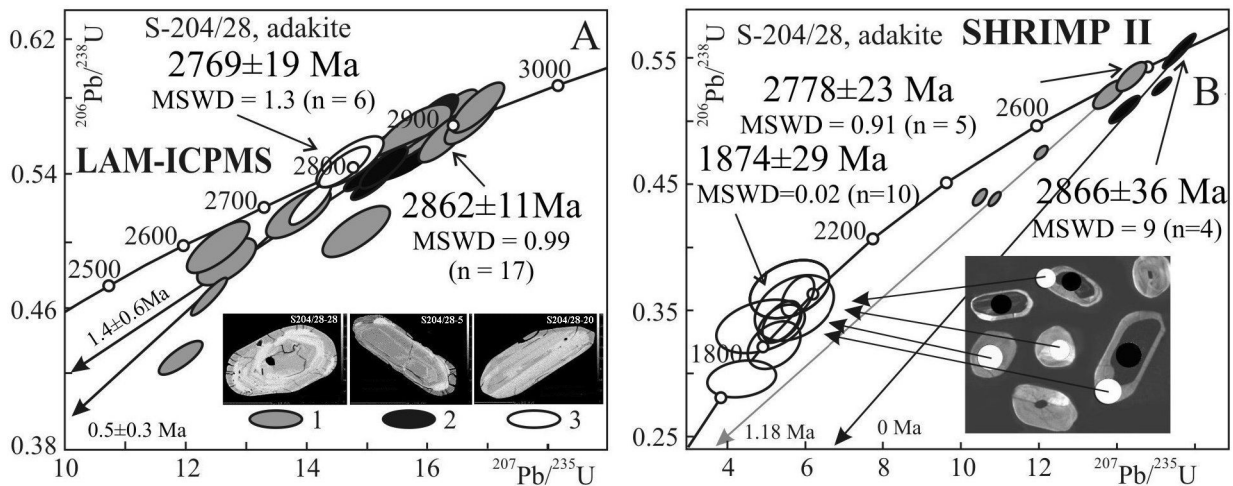 S-204/28, adakite
A
2769±19 Ma
MSWD = 1.3 (n = 6)
LAM-ICPMS
2862±11Ma
MSWD = 0.99
(n = 17)
0.62
0.54
0.46
0.38
206Pb/238U
3000
2900
2800
2700
2600
2500
1.4±0.6Ma
0.5±0.3 Ma
S204/28-28
S204/28-5
S204/28-20
1
2
3
10
12
14
16
207Pb/235U
S-204/28, adakite
SHRIMP II
B
2778±23 Ma
MSWD = 0.91 (n = 5)
1874±29 Ma
MSWD=0.02 (n=10)
2866±36 Ma
MSWD = 9 (n=4)
0.55
0.45
0.35
0.25
206Pb/238U
2600
2200
1800
1.18 Ma
0 Ma
4
6
8
10
12
207Pb/235U